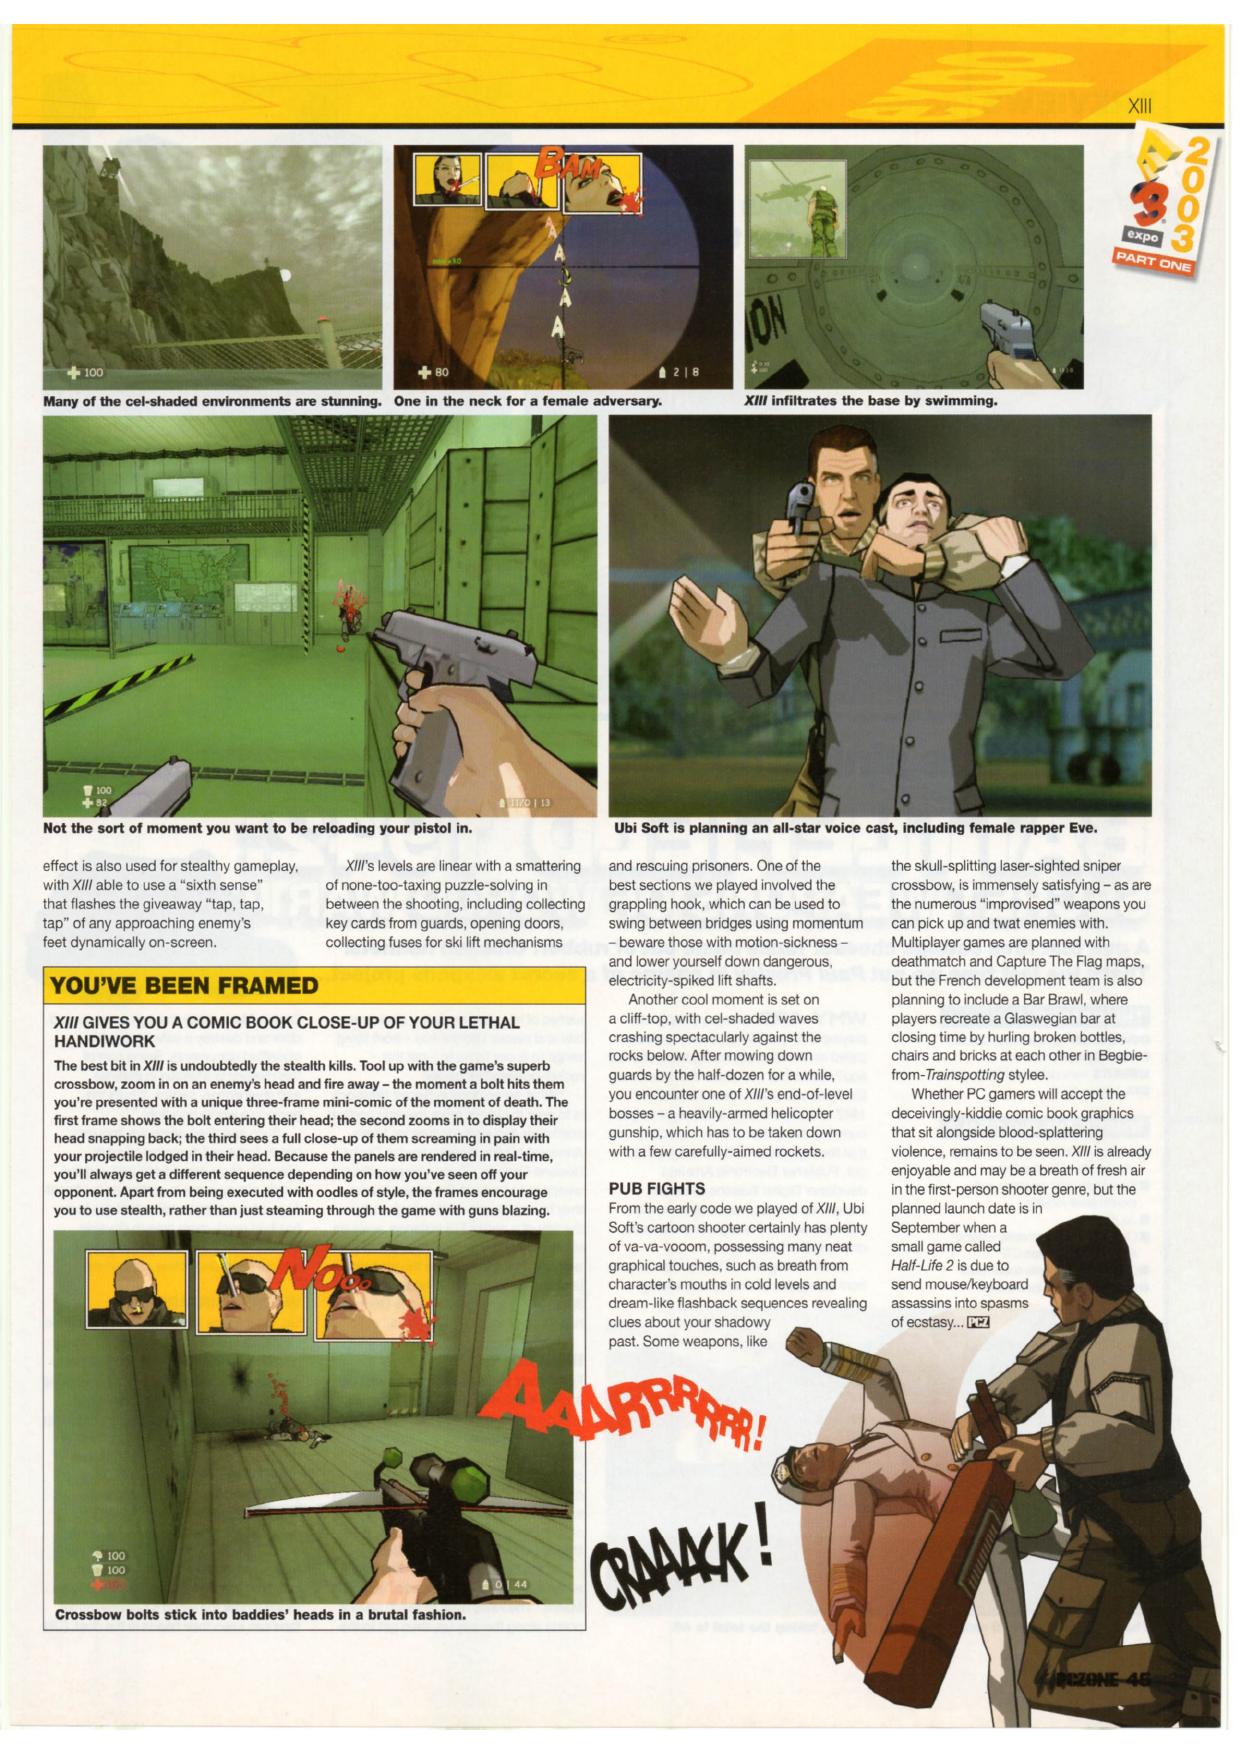 XIII
E3 expo
2003
PART ONE
BAM
100
80
2 | 8
ION
Many of the cel-shaded environments are stunning.
One in the neck for a female adversary.
XIII infiltrates the base by swimming.
100
82
11/0 | 13
Not the sort of moment you want to be reloading your pistol in.
Ubi Soft is planning an all-star voice cast, including female rapper Eve.
effect is also used for stealthy gameplay,
with XIII able to use a “sixth sense”
that flashes the giveaway “tap, tap,
tap” of any approaching enemy’s
feet dynamically on-screen.
XIII’s levels are linear with a smattering
of none-too-taxing puzzle-solving in
between the shooting, including collecting
key cards from guards, opening doors,
collecting fuses for ski lift mechanisms
and rescuing prisoners. One of the
best sections we played involved the
grappling hook, which can be used to
swing between bridges using momentum
– beware those with motion-sickness –
and lower yourself down dangerous,
electricity-spiked lift shafts.
Another cool moment is set on
a cliff-top, with cel-shaded waves
crashing spectacularly against the
rocks below. After mowing down
guards by the half-dozen for a while,
you encounter one of XIII’s end-of-level
bosses – a heavily-armed helicopter
gunship, which has to be taken down
with a few carefully-aimed rockets.
PUB FIGHTS
From the early code we played of XIII, Ubi
Soft’s cartoon shooter certainly has plenty
of va-va-vooom, possessing many neat
graphical touches, such as breath from
character’s mouths in cold levels and
dream-like flashback sequences revealing
clues about your shadowy
past. Some weapons, like
the skull-splitting laser-sighted sniper
crossbow, is immensely satisfying – as are
the numerous “improvised” weapons you
can pick up and twat enemies with.
Multiplayer games are planned with
deathmatch and Capture The Flag maps,
but the French development team is also
planning to include a Bar Brawl, where
players recreate a Glaswegian bar at
closing time by hurling broken bottles,
chairs and bricks at each other in Begbie-
from-Trainspotting stylee.
Whether PC gamers will accept the
deceivingly-kiddie comic book graphics
that sit alongside blood-splattering
violence, remains to be seen. XIII is already
enjoyable and may be a breath of fresh air
in the first-person shooter genre, but the
planned launch date is in
September when a
small game called
Half-Life 2 is due to
send mouse/keyboard
assassins into spasms
of ecstasy... PCZ
YOU’VE BEEN FRAMED
XIII GIVES YOU A COMIC BOOK CLOSE-UP OF YOUR LETHAL
HANDIWORK
The best bit in XIII is undoubtedly the stealth kills. Tool up with the game’s superb
crossbow, zoom in on an enemy’s head and fire away – the moment a bolt hits them
you’re presented with a unique three-frame mini-comic of the moment of death. The
first frame shows the bolt entering their head; the second zooms in to display their
head snapping back; the third sees a full close-up of them screaming in pain with
your projectile lodged in their head. Because the panels are rendered in real-time,
you’ll always get a different sequence depending on how you’ve seen off your
opponent. Apart from being executed with oodles of style, the frames encourage
you to use stealth, rather than just steaming through the game with guns blazing.
NOooo
100
100
0 | 44
Crossbow bolts stick into baddies’ heads in a brutal fashion.
AAARRRRRRR!
CRAAACK!
PCZONE 45